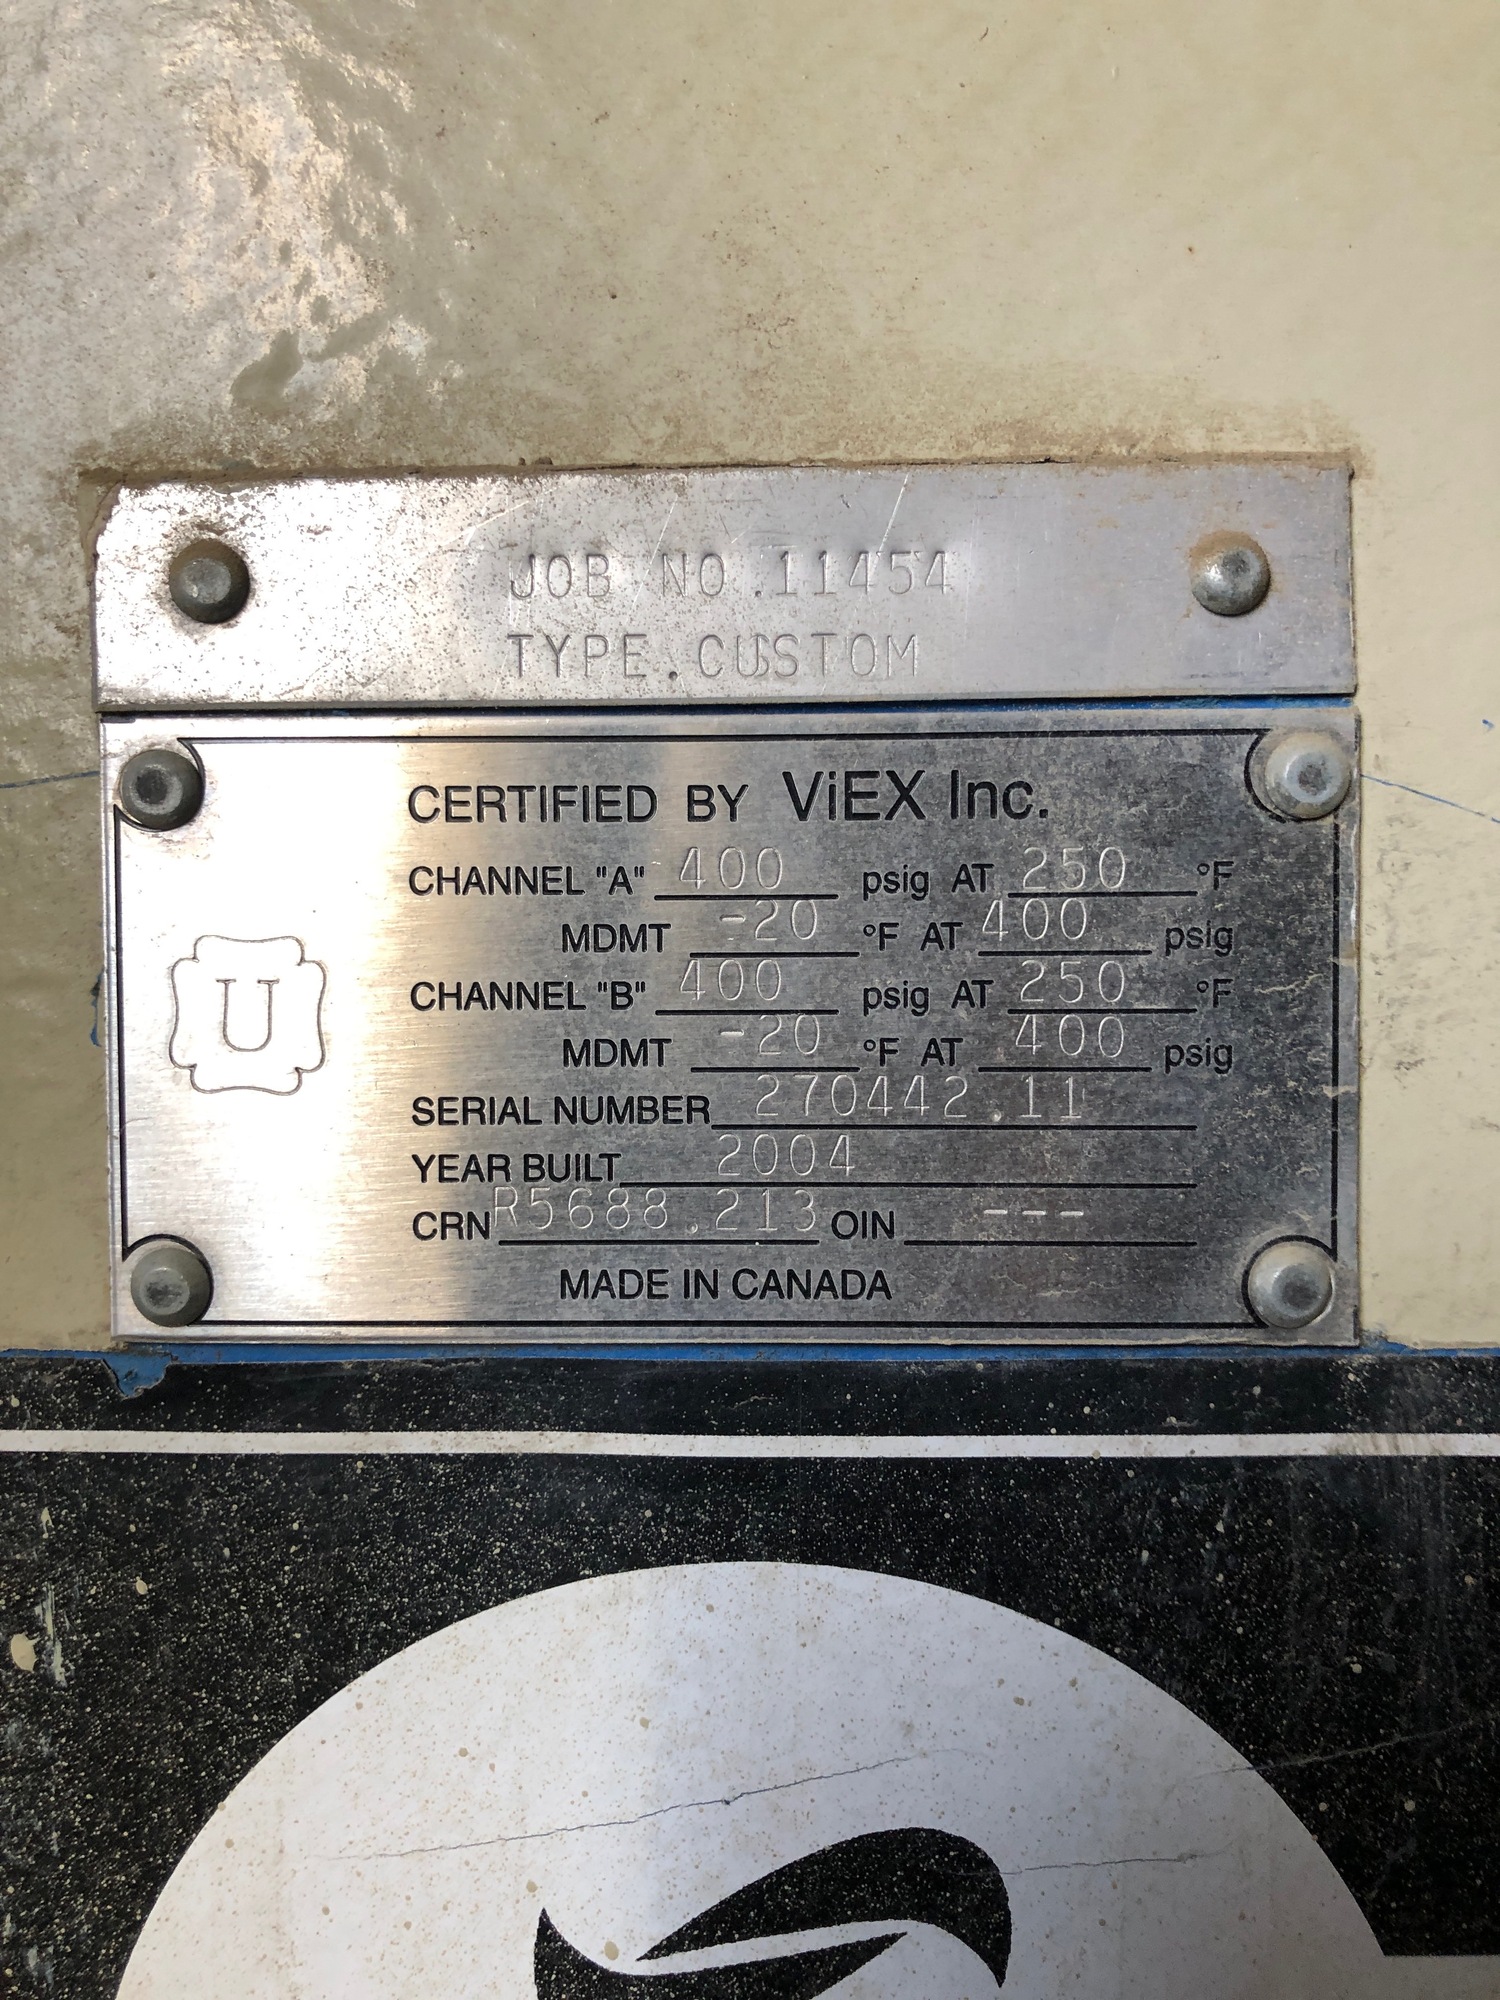 JOB NO.11454
TYPE.CUSTOM
CERTIFIED BY ViEX Inc.
CHANNEL "A" 400 psig AT 250 °F
MDMT -20 °F AT 400 psig
CHANNEL "B" 400 psig AT 250 °F
MDMT -20 °F AT 400 psig
U
SERIAL NUMBER 270442.11
YEAR BUILT 2004
CRN R5688.213 OIN ---
MADE IN CANADA